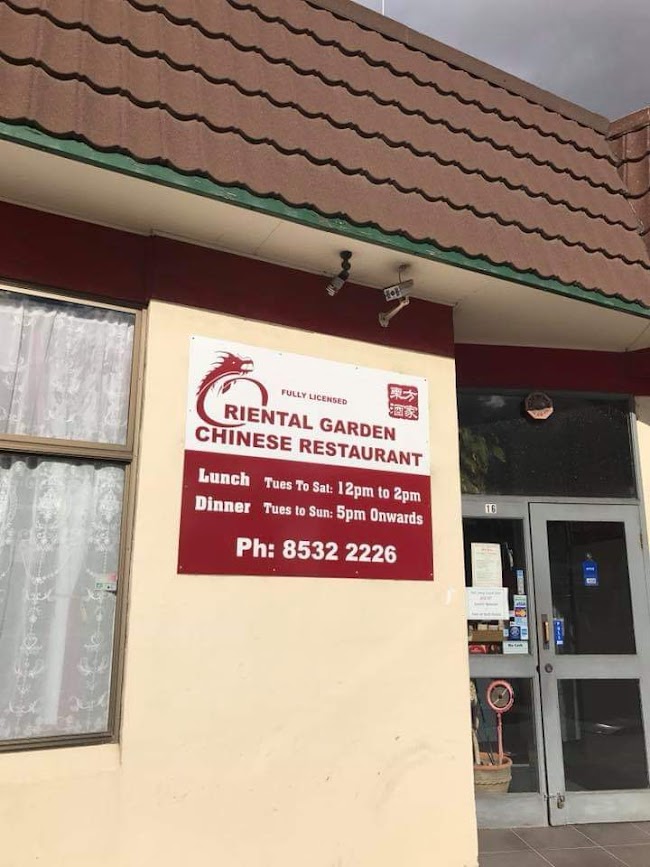 FULLY LICENSED
東方
酒家
ORIENTAL GARDEN
CHINESE RESTAURANT
Lunch Tues To Sat: 12pm to 2pm
Dinner Tues to Sun: 5pm Onwards
Ph: 8532 2226
16